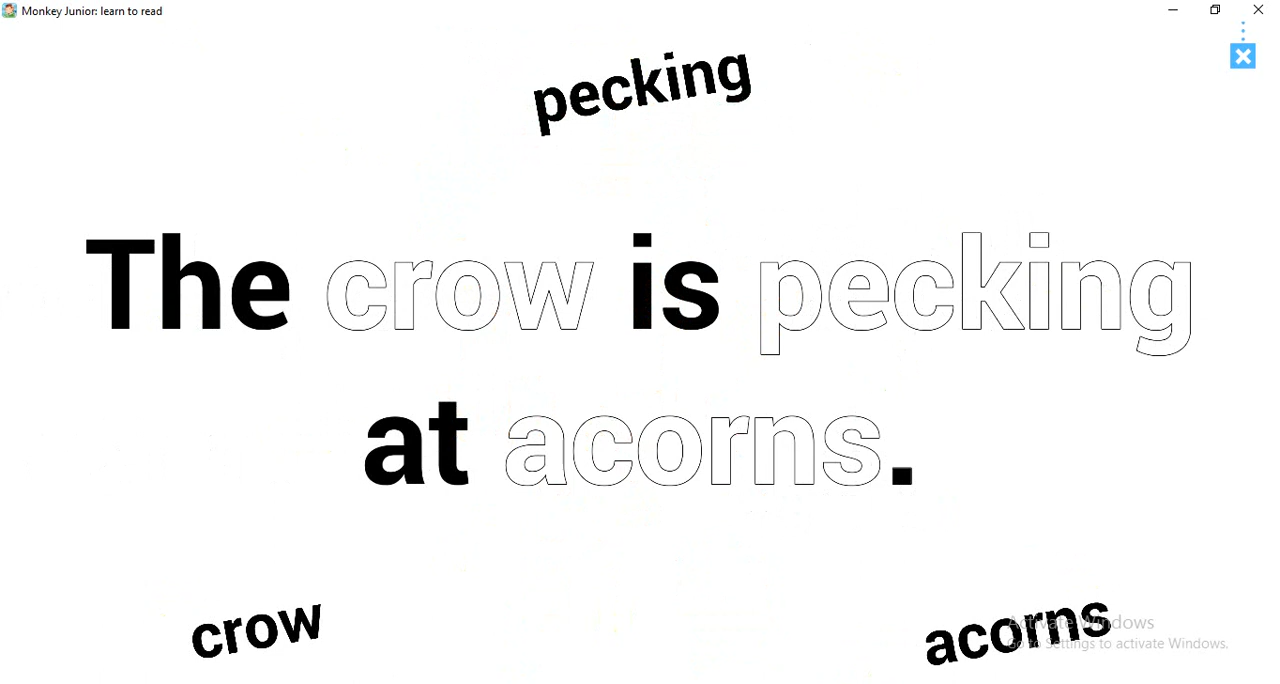 Monkey Junior: learn to read
pecking
The crow is pecking
at acorns.
crow
acorns
Activate Windows
Go to Settings to activate Windows.